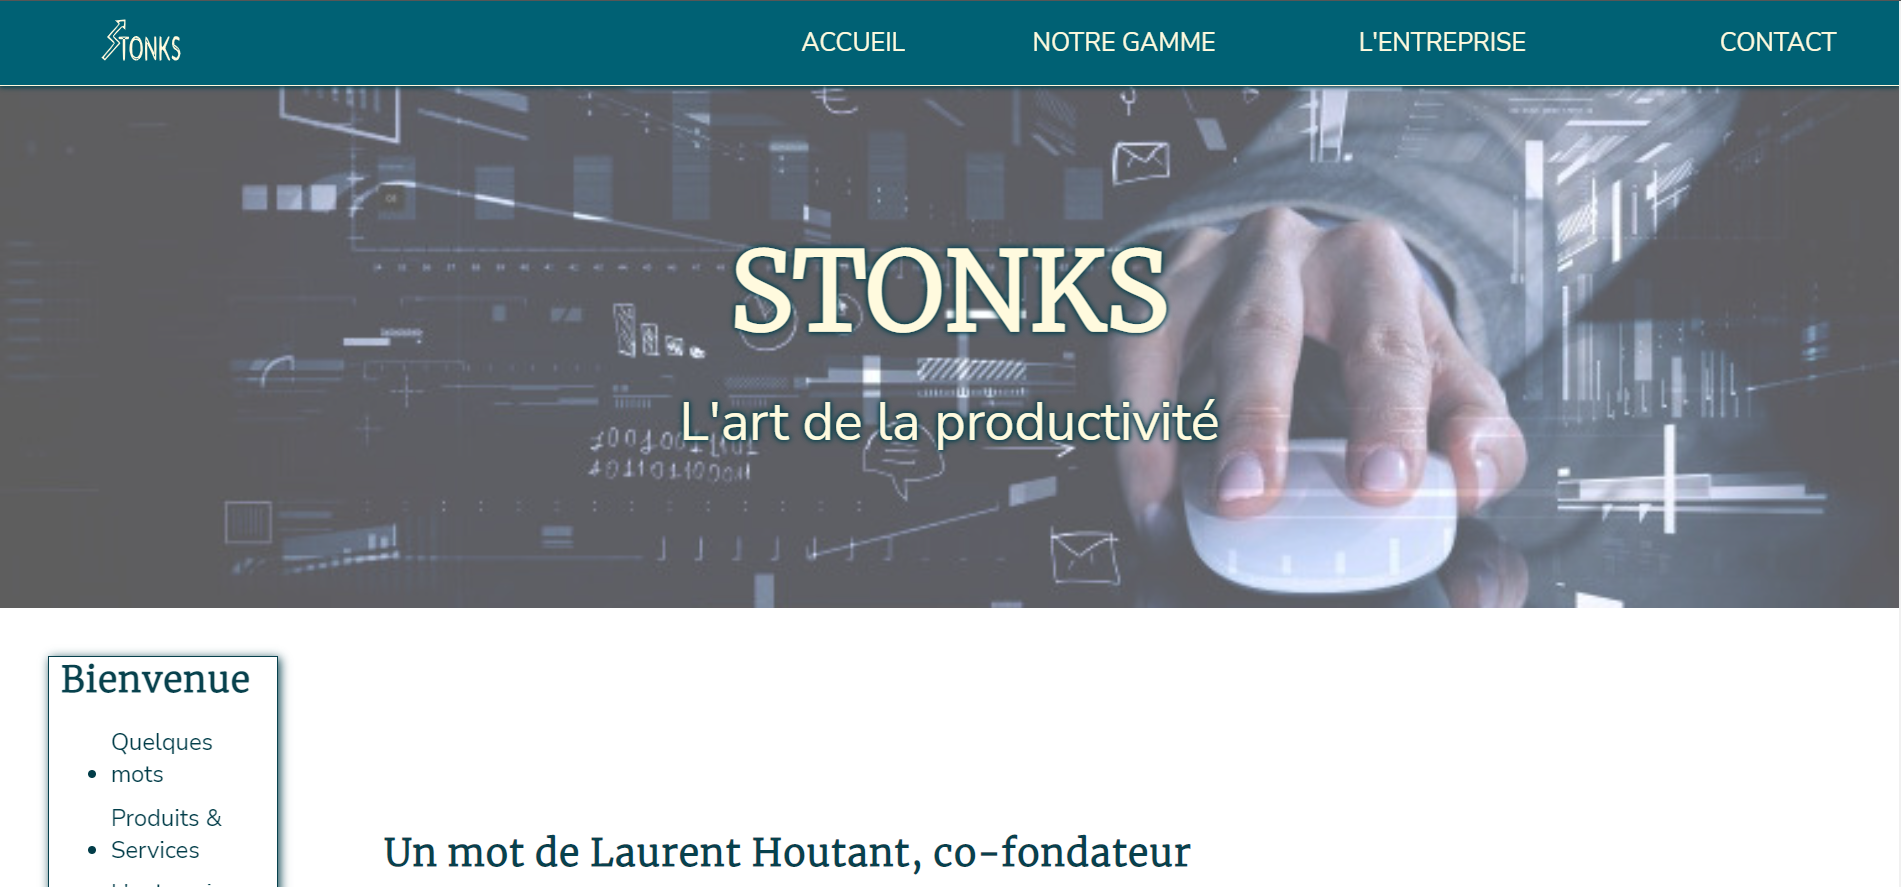 STONKS
ACCUEIL
NOTRE GAMME
L'ENTREPRISE
CONTACT
STONKS
L'art de la productivité
Bienvenue
Quelques
mots
Produits &
Services
Un mot de Laurent Houtant, co-fondateur